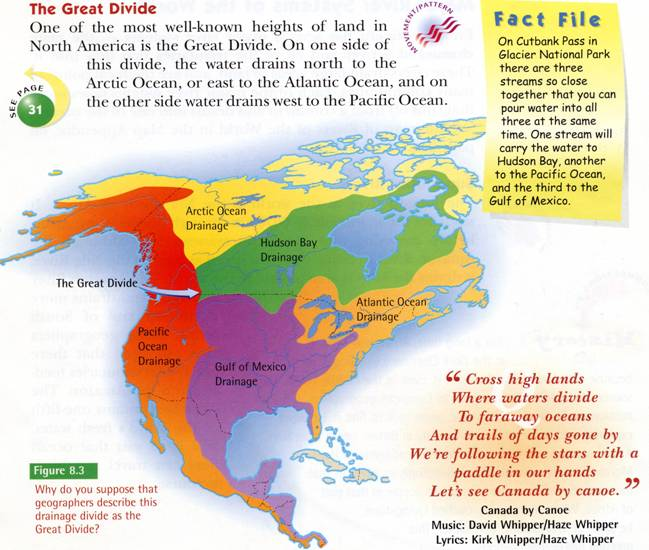 The Great Divide
One of the most well-known heights of land in
North America is the Great Divide. On one side of
this divide, the water drains north to the
Arctic Ocean, or east to the Atlantic Ocean, and on
the other side water drains west to the Pacific Ocean.
SEE PAGE
31
MOVEMENT/PATTERN
Fact File
On Cutbank Pass in
Glacier National Park
there are three
streams so close
together that you can
pour water into all
three at the same
time. One stream will
carry the water to
Hudson Bay, another
to the Pacific Ocean,
and the third to the
Gulf of Mexico.
Arctic Ocean
Drainage
Hudson Bay
Drainage
The Great Divide
Atlantic Ocean
Drainage
Pacific
Ocean
Drainage
Gulf of Mexico
Drainage
“ Cross high lands
Where waters divide
To faraway oceans
And trails of days gone by
We're following the stars with a
paddle in our hands
Let's see Canada by canoe. ”
Canada by Canoe
Music: David Whipper/Haze Whipper
Lyrics: Kirk Whipper/Haze Whipper
Figure 8.3
Why do you suppose that
geographers describe this
drainage divide as the
Great Divide?